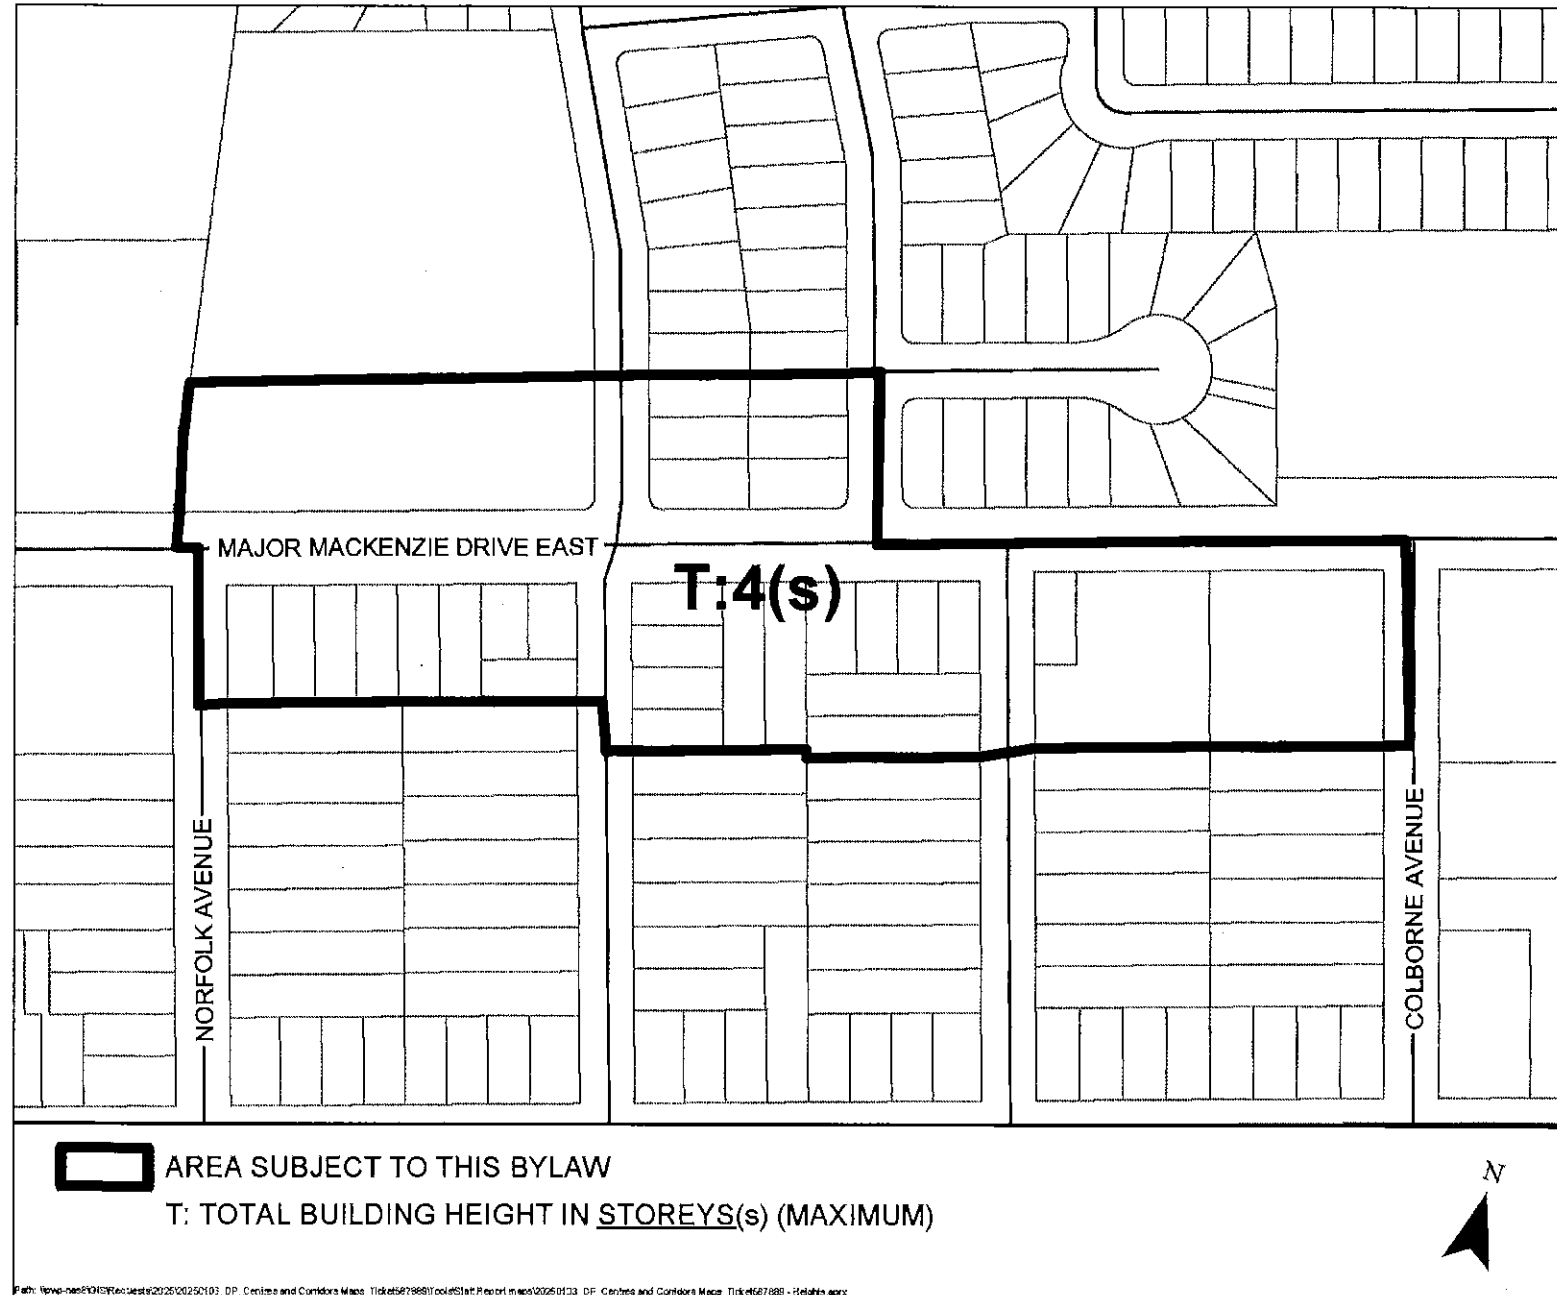 MAJOR MACKENZIE DRIVE EAST
T:4(s)
NORFOLK AVENUE
COLBORNE AVENUE
AREA SUBJECT TO THIS BYLAW
T: TOTAL BUILDING HEIGHT IN STOREYS(s) (MAXIMUM)
N